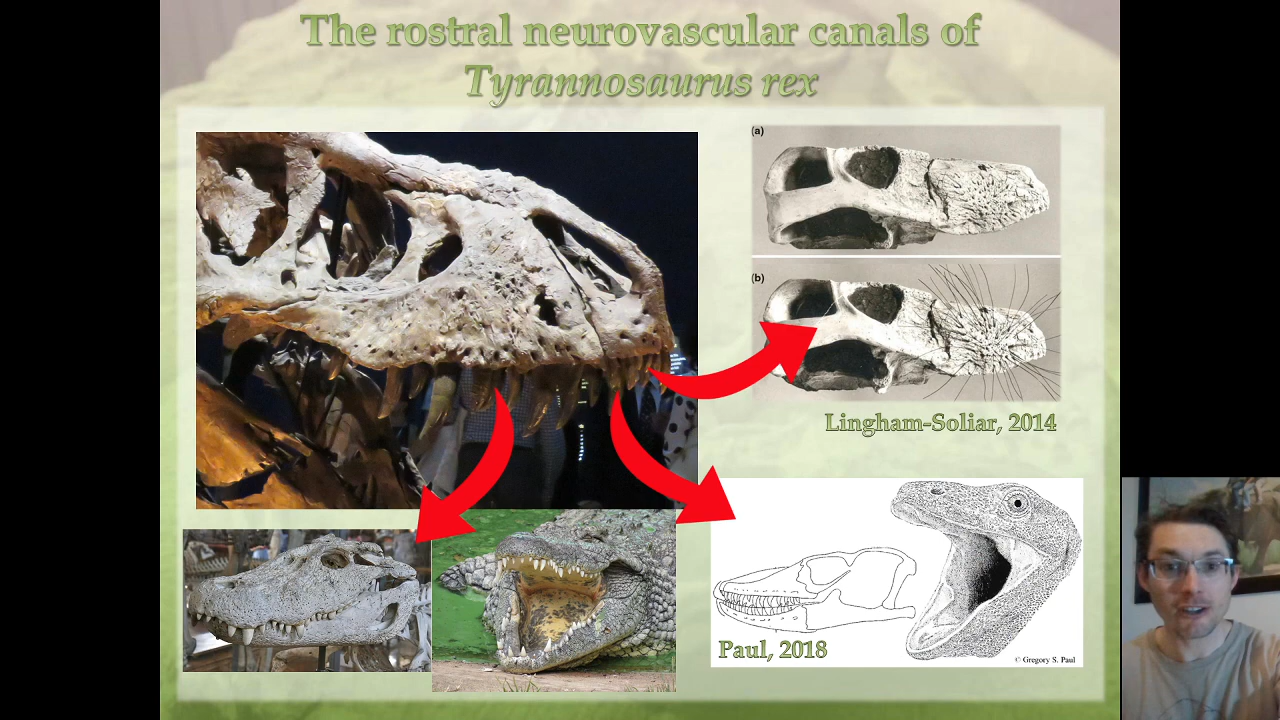 The rostral neurovascular canals of
Tyrannosaurus rex
(a)
(b)
Lingham-Soliar, 2014
Paul, 2018
© Gregory S. Paul